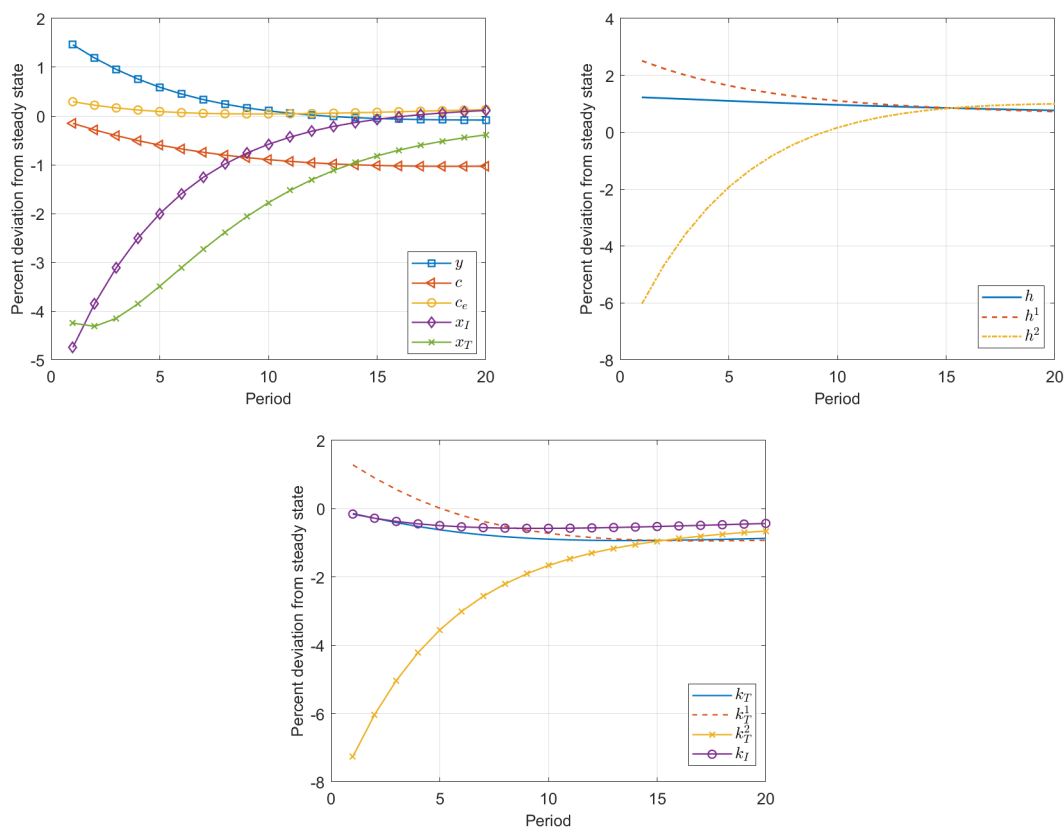 Percent deviation from steady state
2
1
0
-1
-2
-3
-4
-5
0
5
10
15
20
Period
y
c
c_e
x_I
x_T
Percent deviation from steady state
4
2
0
-2
-4
-6
-8
0
5
10
15
20
Period
h
h^1
h^2
Percent deviation from steady state
2
0
-2
-4
-6
-8
0
5
10
15
20
Period
k_T
k_T^1
k_T^2
k_I